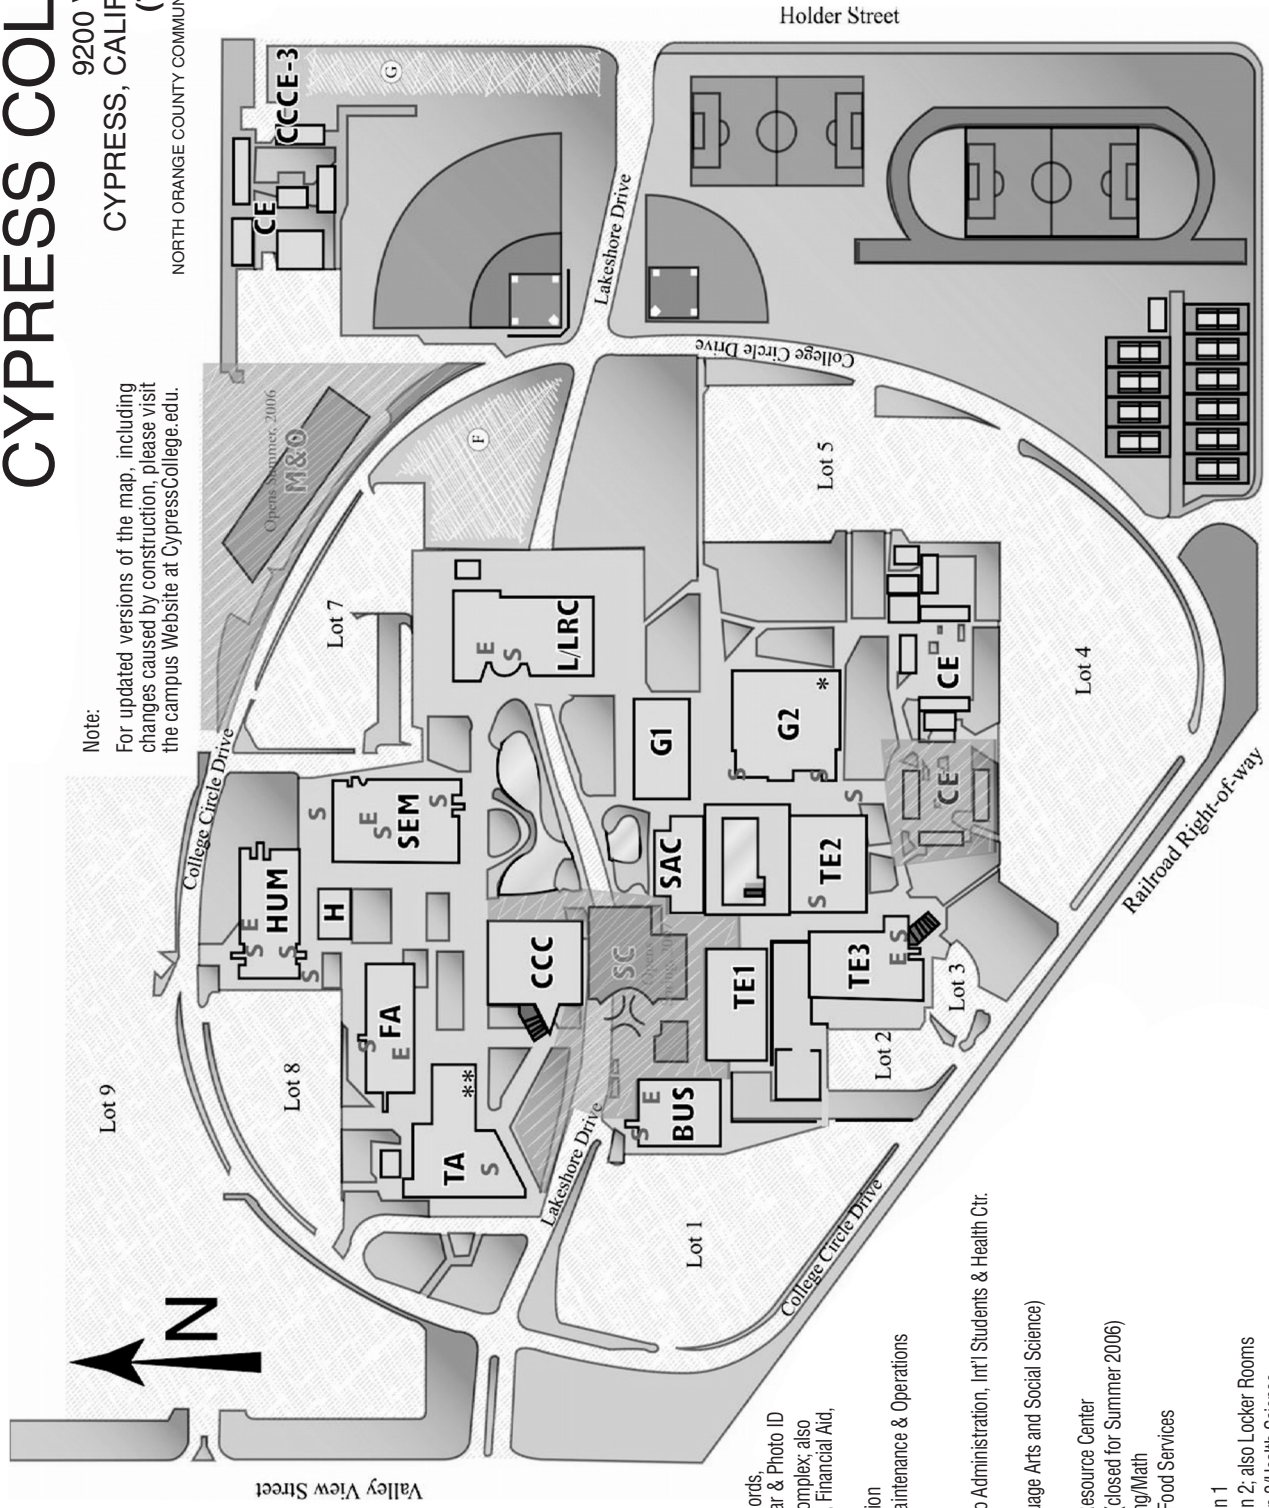 CYPRESS COL
9200
CYPRESS, CALIF
NORTH ORANGE COUNTY COMMUN
Note:
For updated versions of the map, including
changes caused by construction, please visit
the campus Website at CypressCollege.edu.
Holder Street
CCCE-3
G
CE
Lakeshore Drive
College Circle Drive
Opens Summer, 2006
M&O
F
Lot 5
Lot 7
E
S
L/LRC
G1
G2
*
S
S
CE
Lot 4
College Circle Drive
S
S
E
S
SEM
SAC
TE2
S
S
CE
Railroad Right-of-way
HUM
E
S
S
S
H
CCC
SC
TE1
TE3
S
E
Lot 3
Lot 2
FA
S
E
Lot 8
Lot 9
TA
**
S
BUS
E
S
Lakeshore Drive
Lot 1
College Circle Drive
N
Valley View Street
ords,
ar & Photo ID
omplex; also
, Financial Aid,
tion
aintenance & Operations
o Administration, Int'l Students & Health Ctr.
uage Arts and Social Science)
esource Center
closed for Summer 2006)
ng/Math
Food Services
n 1
n 2; also Locker Rooms